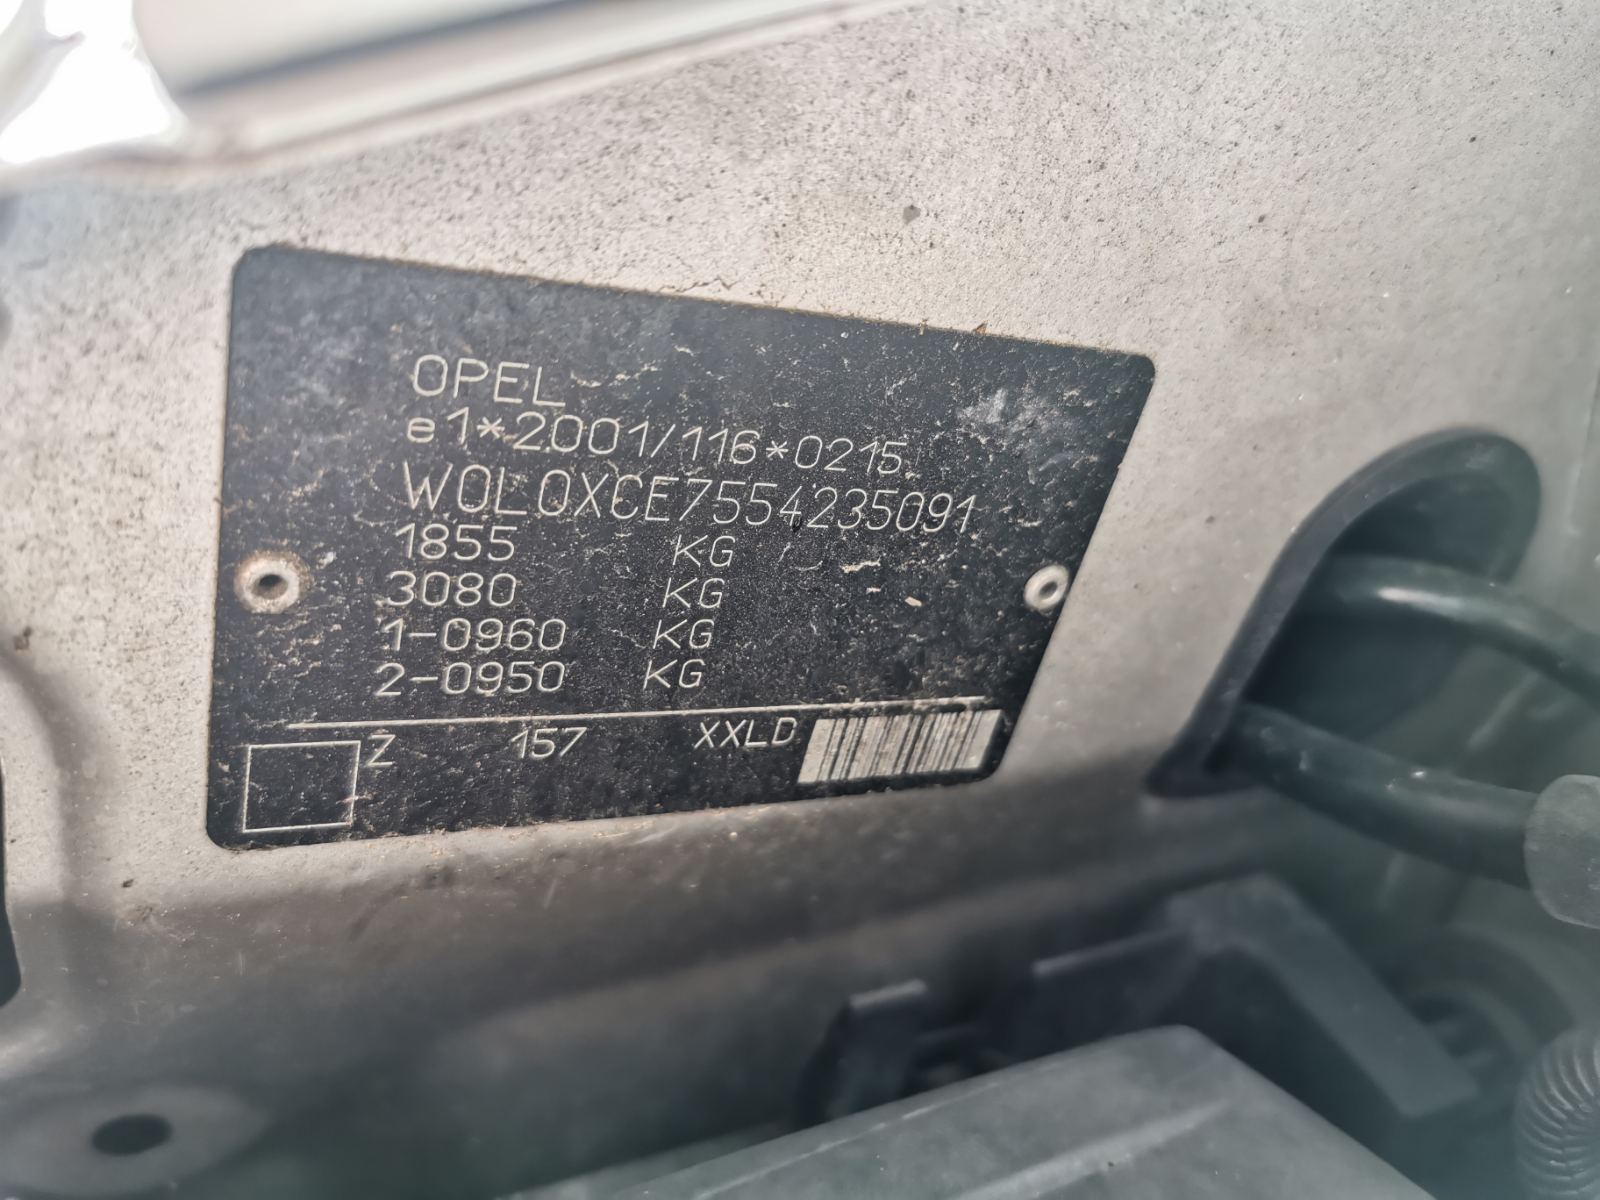 OPEL
e1*2001/116*0215
W0L0XCE7554235091
1855 KG
3080 KG
1-0960 KG
2-0950 KG
Z 157 XXLD